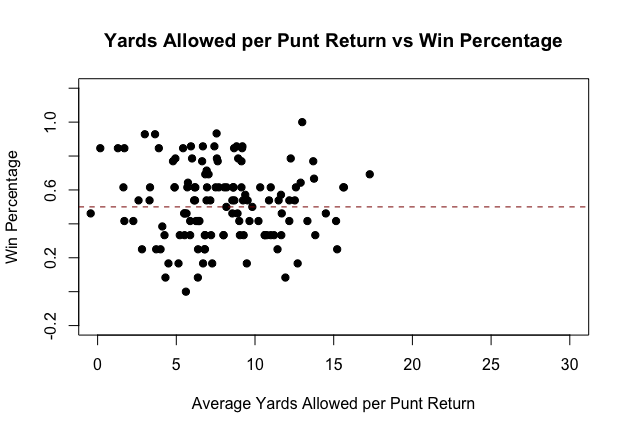 Yards Allowed per Punt Return vs Win Percentage
1.0
0.6
0.2
-0.2
Win Percentage
0 5 10 15 20 25 30
Average Yards Allowed per Punt Return